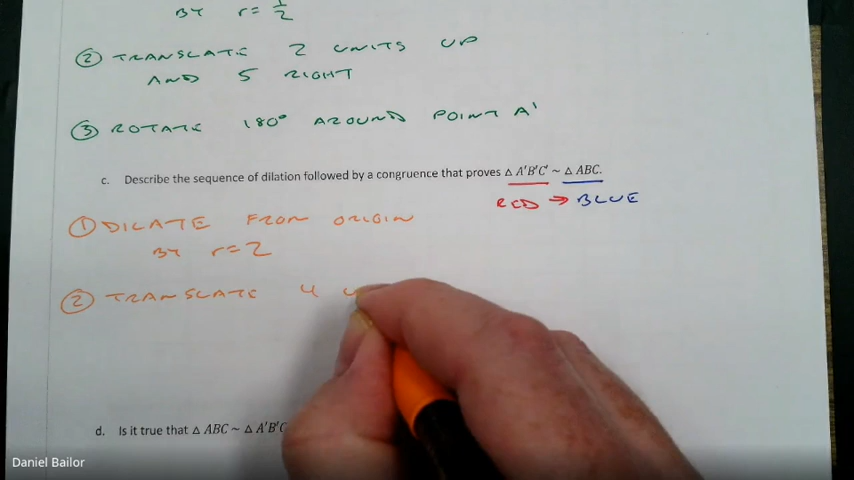 BY r = 1/2
② TRANSLATE 2 UNITS UP
AND 5 RIGHT
③ ROTATE 180° AROUND POINT A'
c. Describe the sequence of dilation followed by a congruence that proves △ A'B'C' ~ △ ABC.
RED → BLUE
① DILATE FROM ORIGIN
BY r = 2
② TRANSLATE 4
d. Is it true that △ ABC ~ △ A'B'C'
Daniel Bailor